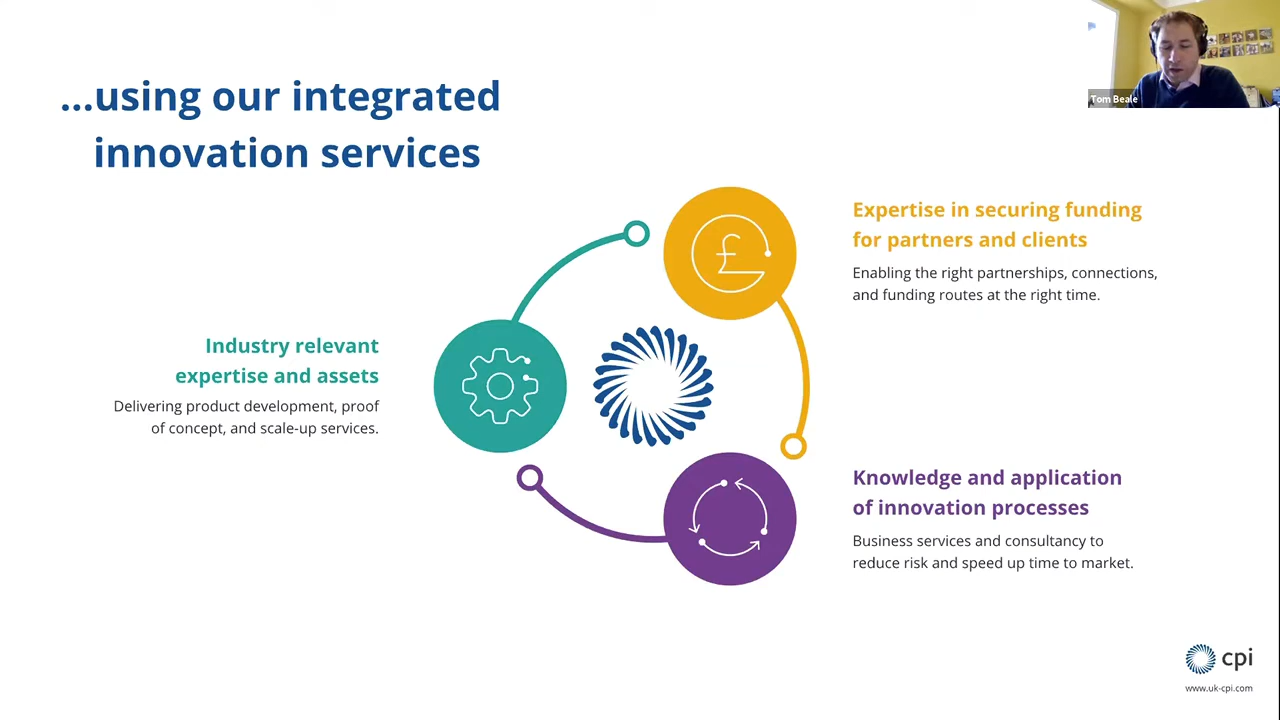 ...using our integrated
innovation services
Tom Beale
Expertise in securing funding
for partners and clients
Enabling the right partnerships, connections,
and funding routes at the right time.
£
Industry relevant
expertise and assets
Delivering product development, proof
of concept, and scale-up services.
Knowledge and application
of innovation processes
Business services and consultancy to
reduce risk and speed up time to market.
cpi
www.uk-cpi.com